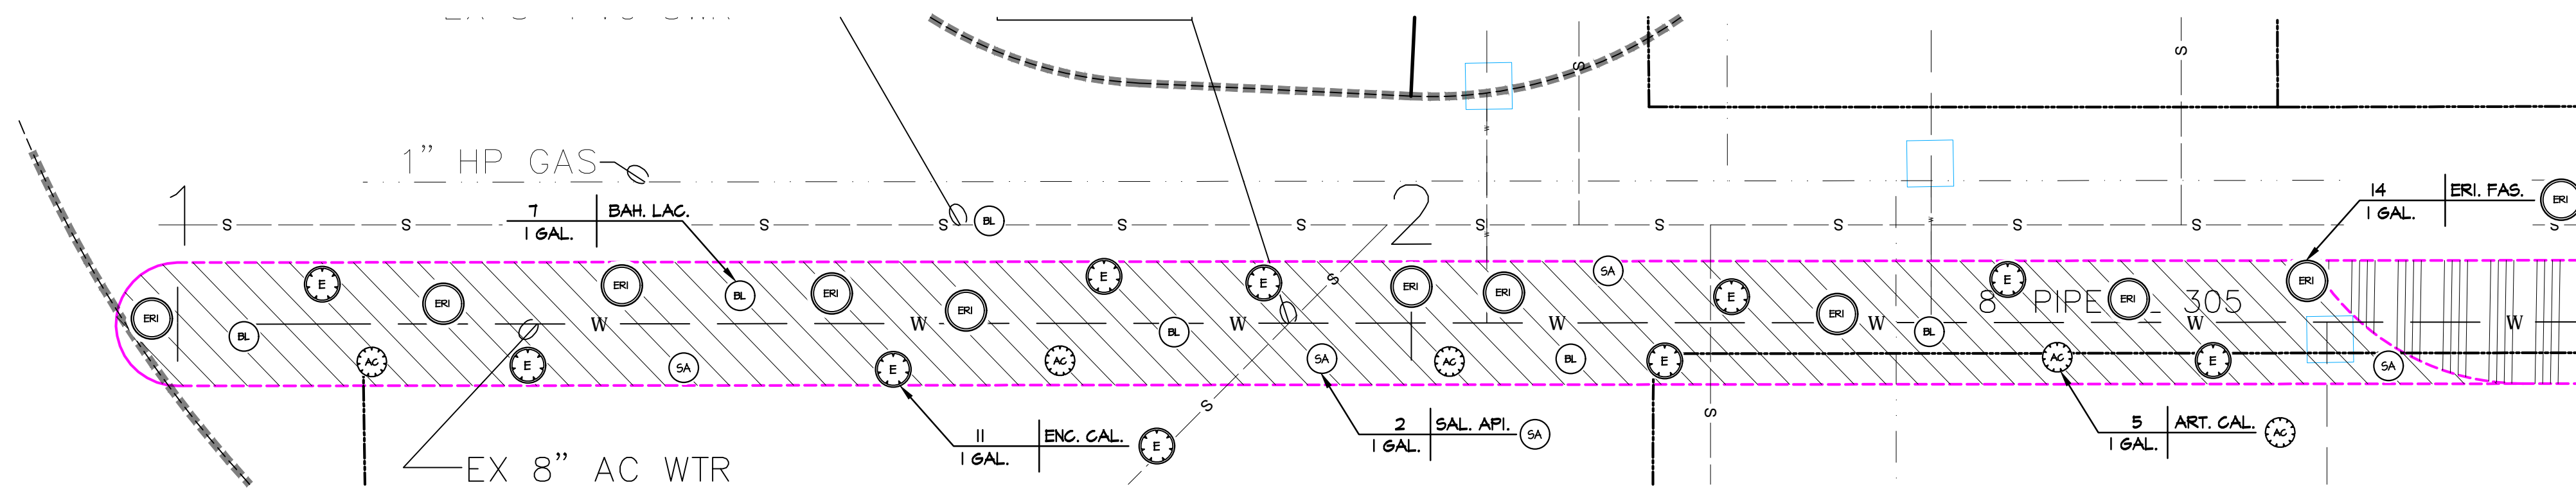 1" HP GAS
1
2
S S S S S S S S S S S S
S
S
7 BAH. LAC.
1 GAL.
BL
14 ERI. FAS.
1 GAL.
ERI
E ERI ERI BL ERI ERI E E ERI ERI SA E ERI E ERI ERI
ERI BL W W BL W W BL W W W
8 PIPE 305
AC E SA E AC SA AC BL E AC E SA
S
S
S
11 ENC. CAL.
1 GAL.
E
2 SAL. API.
1 GAL.
SA
5 ART. CAL.
1 GAL.
AC
EX 8" AC WTR